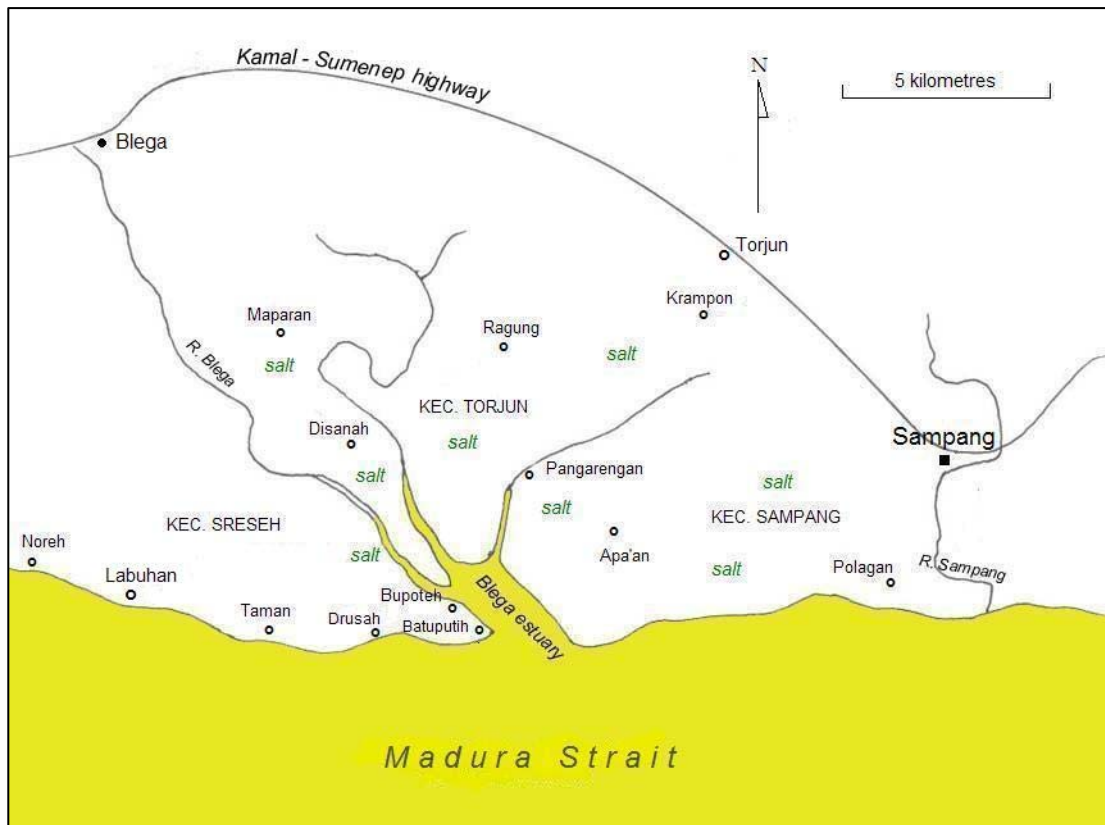 Kamal - Sumenep highway
N
5 kilometres
Blega
Torjun
Krampon
Maparan
Ragung
salt
salt
R. Blega
KEC. TORJUN
Disanah
salt
Sampang
salt
Pangarengan
salt
salt
KEC. SAMPANG
KEC. SRESEH
Noreh
salt
Apa'an
salt
Polagan
R. Sampang
Labuhan
Bupoteh
Blega estuary
Taman
Drusah
Batuputih
Madura Strait